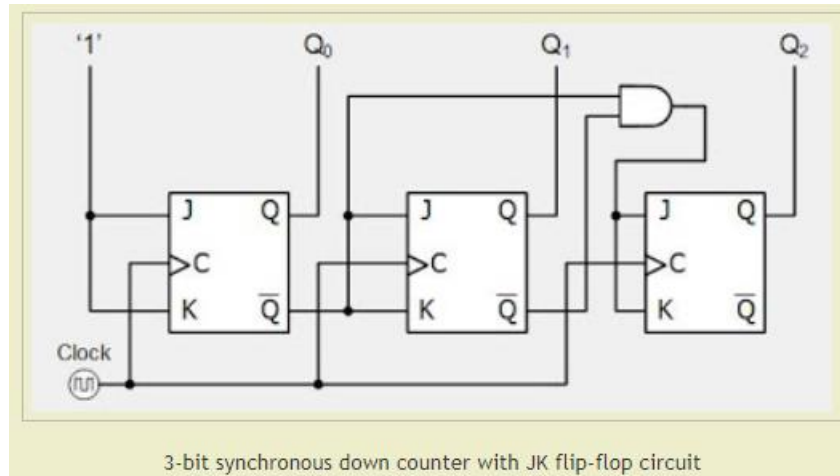 ‘1’ Q0 Q1 Q2
J Q J Q J Q
C C C
K Q̅ K Q̅ K Q̅
Clock
3-bit synchronous down counter with JK flip-flop circuit